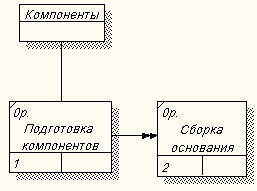 Компоненты
0р.
Подготовка
компонентов
1
0р.
Сборка
основания
2